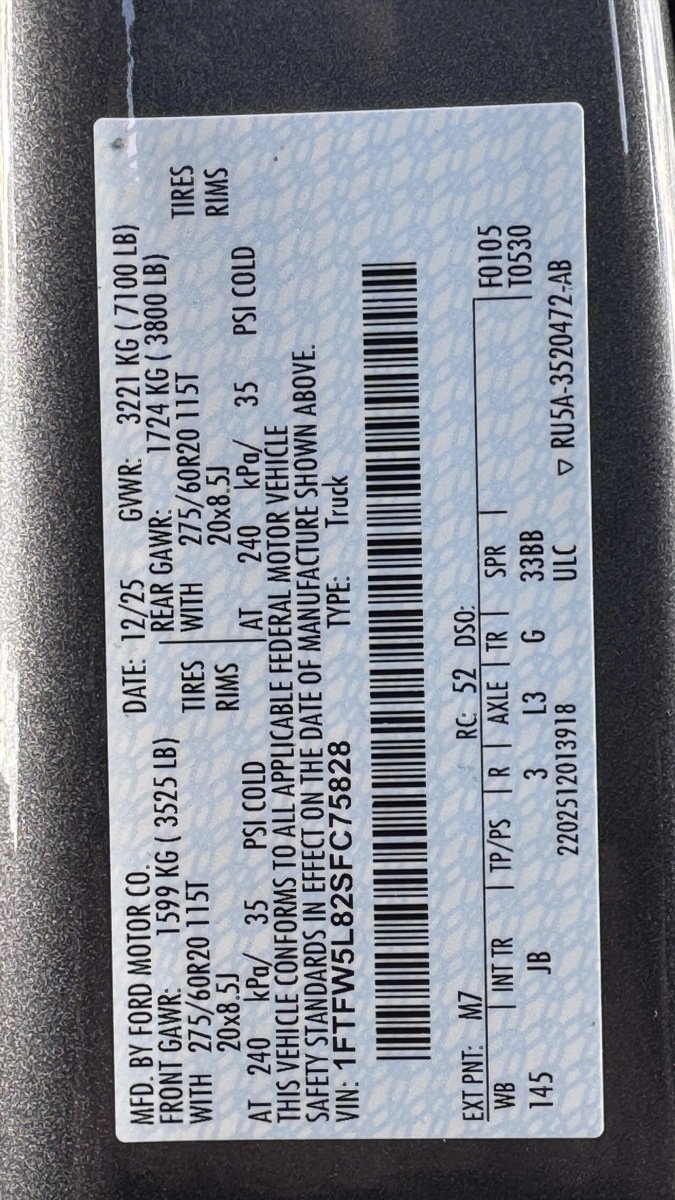 MFD. BY FORD MOTOR CO. DATE: 12/25 GVWR: 3221 KG ( 7100 LB)
FRONT GAWR: 1599 KG ( 3525 LB) REAR GAWR: 1724 KG ( 3800 LB)
WITH 275/60R20 115T TIRES WITH 275/60R20 115T TIRES
20x8.5J RIMS 20x8.5J RIMS
AT 240 kPa/ 35 PSI COLD AT 240 kPa/ 35 PSI COLD
THIS VEHICLE CONFORMS TO ALL APPLICABLE FEDERAL MOTOR VEHICLE
SAFETY STANDARDS IN EFFECT ON THE DATE OF MANUFACTURE SHOWN ABOVE.
VIN: 1FTFW5L82SFC75828 TYPE: Truck
EXT PNT: M7 RC: 52 DSO: F0105
WB INT TR TP/PS R AXLE TR SPR T0530
145 JB 3 L3 G 33BB
2202512013918 ULC ▽ RU5A-3520472-AB